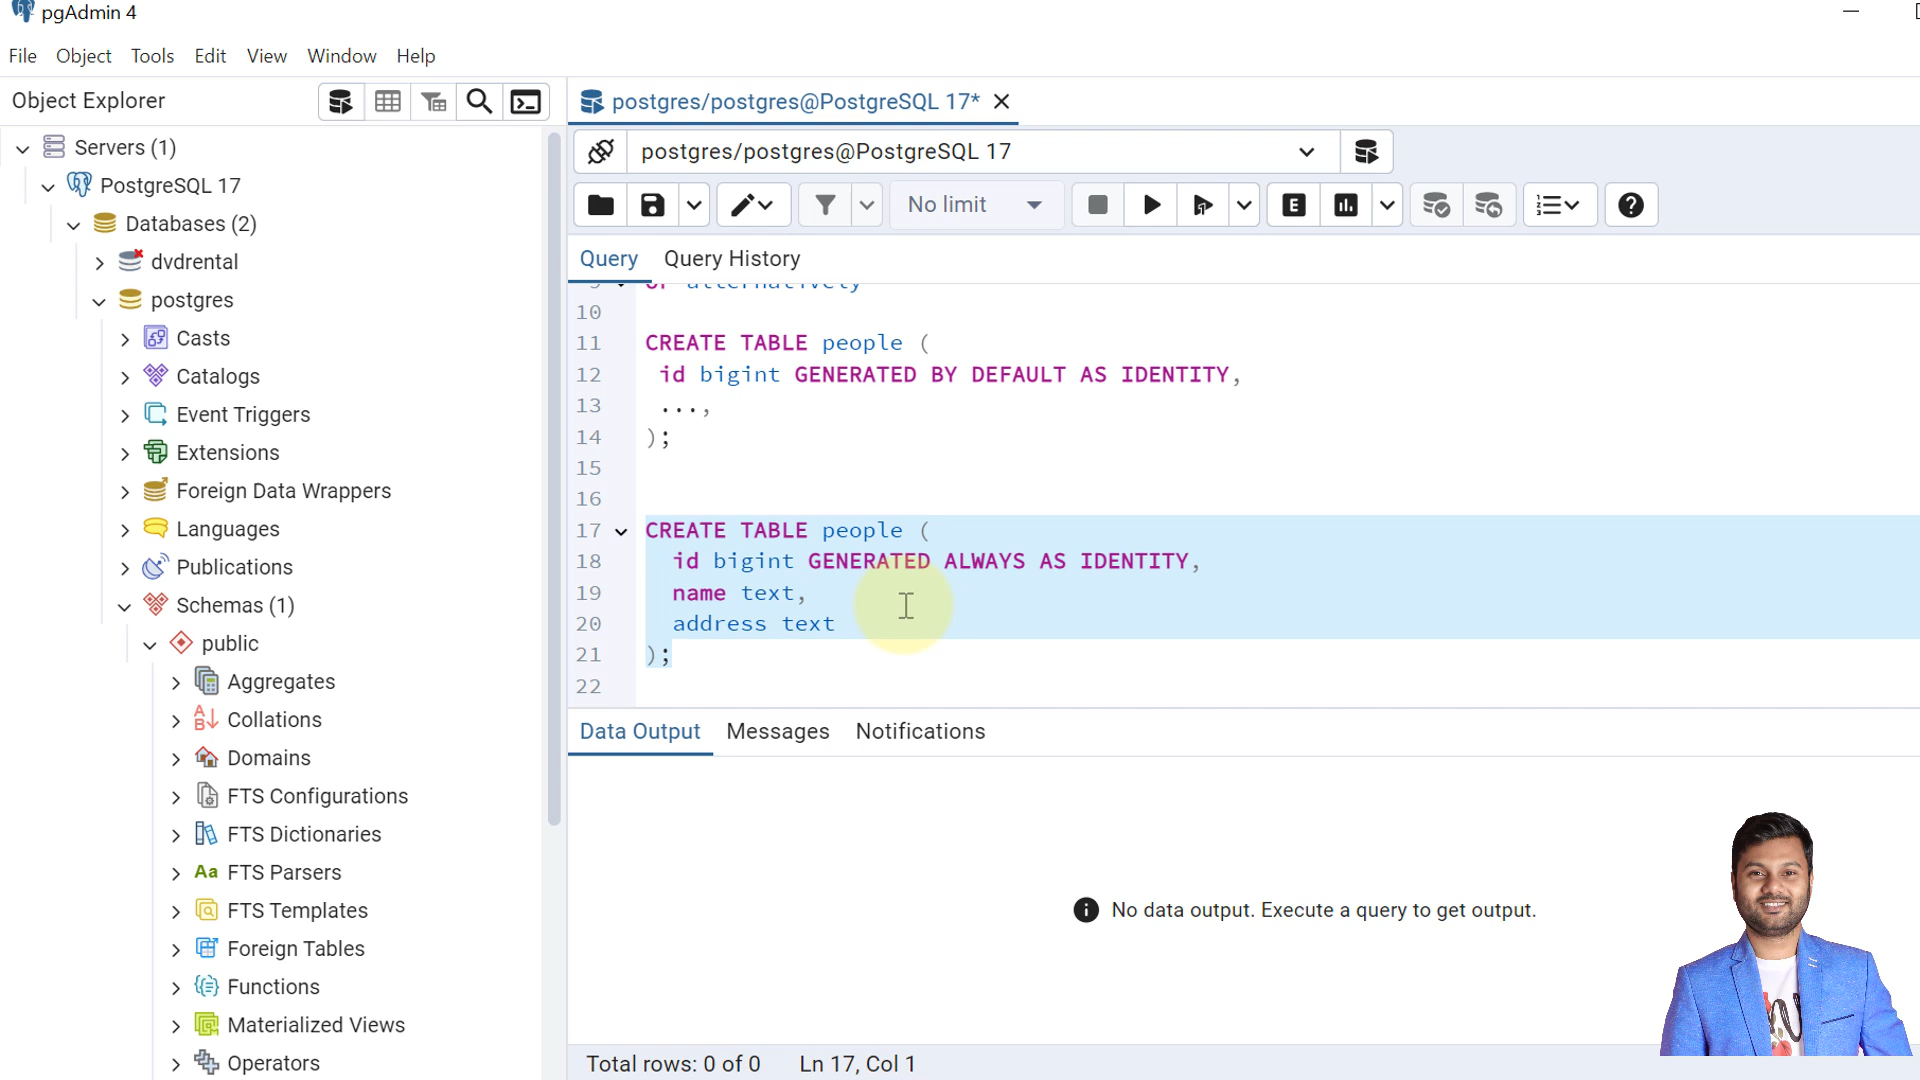 pgAdmin 4
File Object Tools Edit View Window Help
Object Explorer
Servers (1)
PostgreSQL 17
Databases (2)
dvdrental
postgres
Casts
Catalogs
Event Triggers
Extensions
Foreign Data Wrappers
Languages
Publications
Schemas (1)
public
Aggregates
Collations
Domains
FTS Configurations
FTS Dictionaries
Aa FTS Parsers
FTS Templates
Foreign Tables
Functions
Materialized Views
Operators
postgres/postgres@PostgreSQL 17*
postgres/postgres@PostgreSQL 17
No limit E
Query Query History
9 or alternatively
10
11 CREATE TABLE people (
12 id bigint GENERATED BY DEFAULT AS IDENTITY,
13 ...,
14 );
15
16
17 CREATE TABLE people (
18 id bigint GENERATED ALWAYS AS IDENTITY,
19 name text,
20 address text
21 );
22
Data Output Messages Notifications
No data output. Execute a query to get output.
Total rows: 0 of 0 Ln 17, Col 1